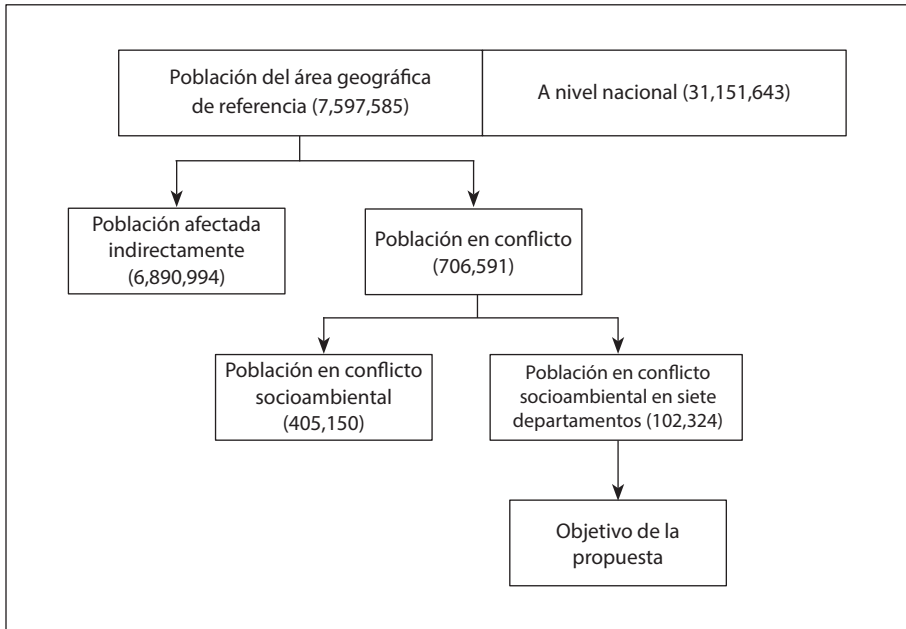 Población del área geográfica
de referencia (7,597,585)
A nivel nacional (31,151,643)
Población afectada
indirectamente
(6,890,994)
Población en conflicto
(706,591)
Población en conflicto
socioambiental
(405,150)
Población en conflicto
socioambiental en siete
departamentos (102,324)
Objetivo de la
propuesta